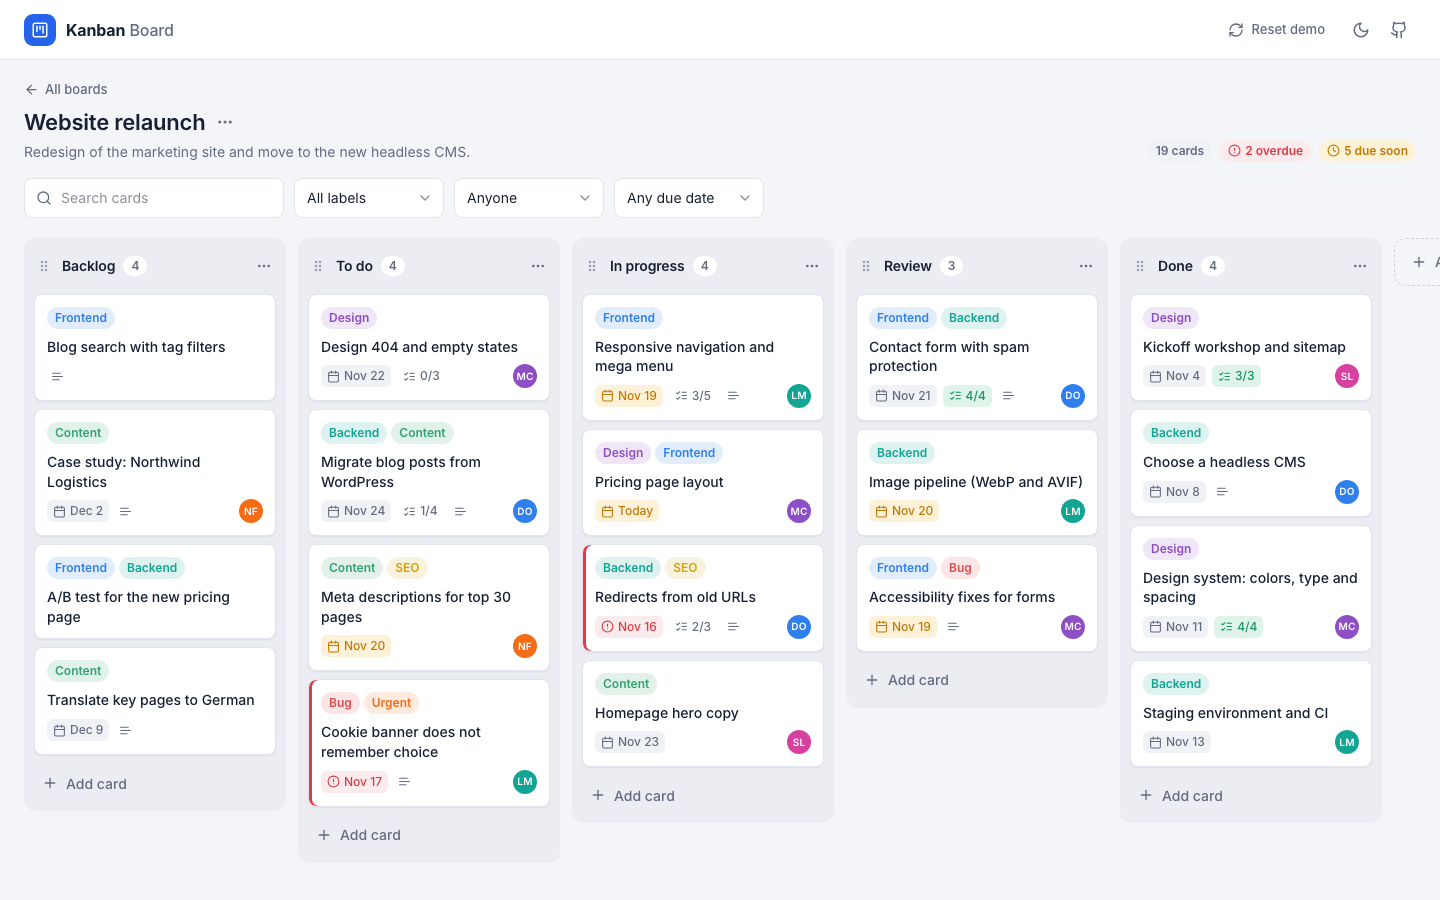 Kanban Board
Reset demo
All boards
Website relaunch
Redesign of the marketing site and move to the new headless CMS.
19 cards
2 overdue
5 due soon
Search cards
All labels
Anyone
Any due date
Backlog 4
Frontend
Blog search with tag filters
Content
Case study: Northwind
Logistics
Dec 2
NF
Frontend Backend
A/B test for the new pricing
page
Content
Translate key pages to German
Dec 9
Add card
To do 4
Design
Design 404 and empty states
Nov 22 0/3 MC
Backend Content
Migrate blog posts from
WordPress
Nov 24 1/4 DO
Content SEO
Meta descriptions for top 30
pages
Nov 20 NF
Bug Urgent
Cookie banner does not
remember choice
Nov 17 LM
Add card
In progress 4
Frontend
Responsive navigation and
mega menu
Nov 19 3/5 LM
Design Frontend
Pricing page layout
Today MC
Backend SEO
Redirects from old URLs
Nov 16 2/3 DO
Content
Homepage hero copy
Nov 23 SL
Add card
Review 3
Frontend Backend
Contact form with spam
protection
Nov 21 4/4 DO
Backend
Image pipeline (WebP and AVIF)
Nov 20 LM
Frontend Bug
Accessibility fixes for forms
Nov 19 MC
Add card
Done 4
Design
Kickoff workshop and sitemap
Nov 4 3/3 SL
Backend
Choose a headless CMS
Nov 8 DO
Design
Design system: colors, type and
spacing
Nov 11 4/4 MC
Backend
Staging environment and CI
Nov 13 LM
Add card